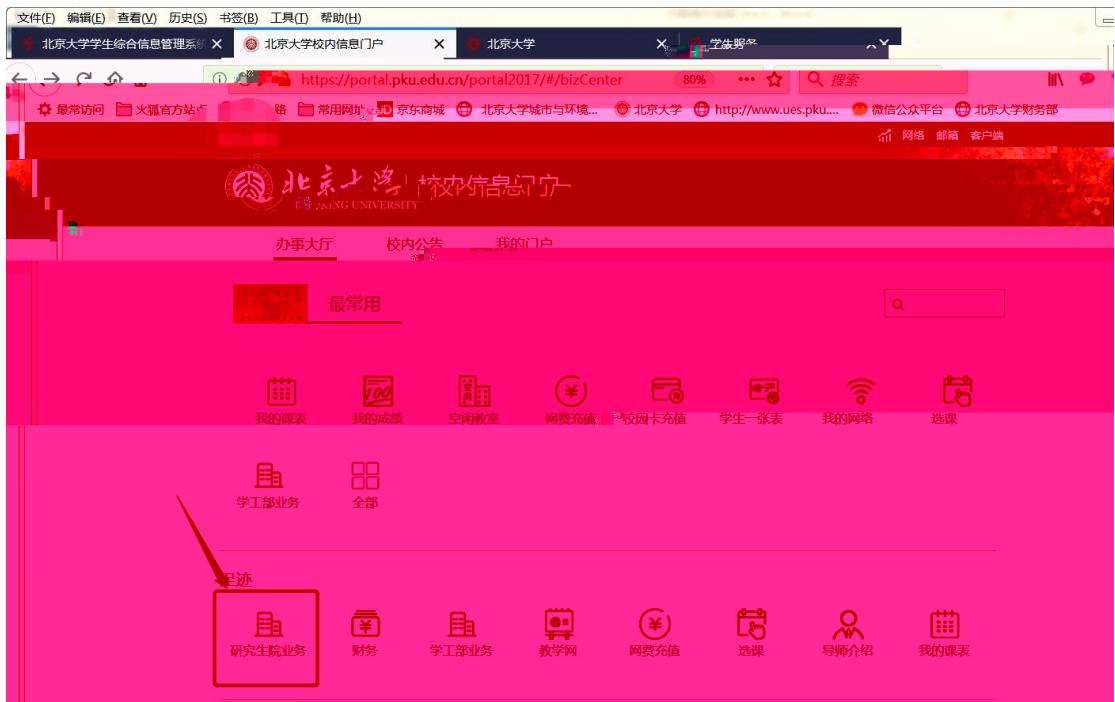 文件(F) 编辑(E) 查看(V) 历史(S) 书签(B) 工具(T) 帮助(H)
北京大学学生综合信息管理系统 北京大学校内信息门户 北京大学
https://portal.pku.edu.cn/portal2017/#/bizCenter 80% 搜索
最常访问 火狐官方站点 常用网址 JD 京东商城 北京大学城市与环境... 北京大学 http://www.ues.pku.... 微信公众平台 北京大学财务部
网络 邮箱 客户端
北京大学 校内信息门户
UNIVERSITY
办事大厅 校内公告 我的门户
最常用
我的课表 我的成绩 空闲教室 网费充值 校园卡充值 学生一张表 我的网络 选课
学工部业务 全部
足迹
研究生院业务 财务 学工部业务 教学网 网费充值 选课 导师介绍 我的课表